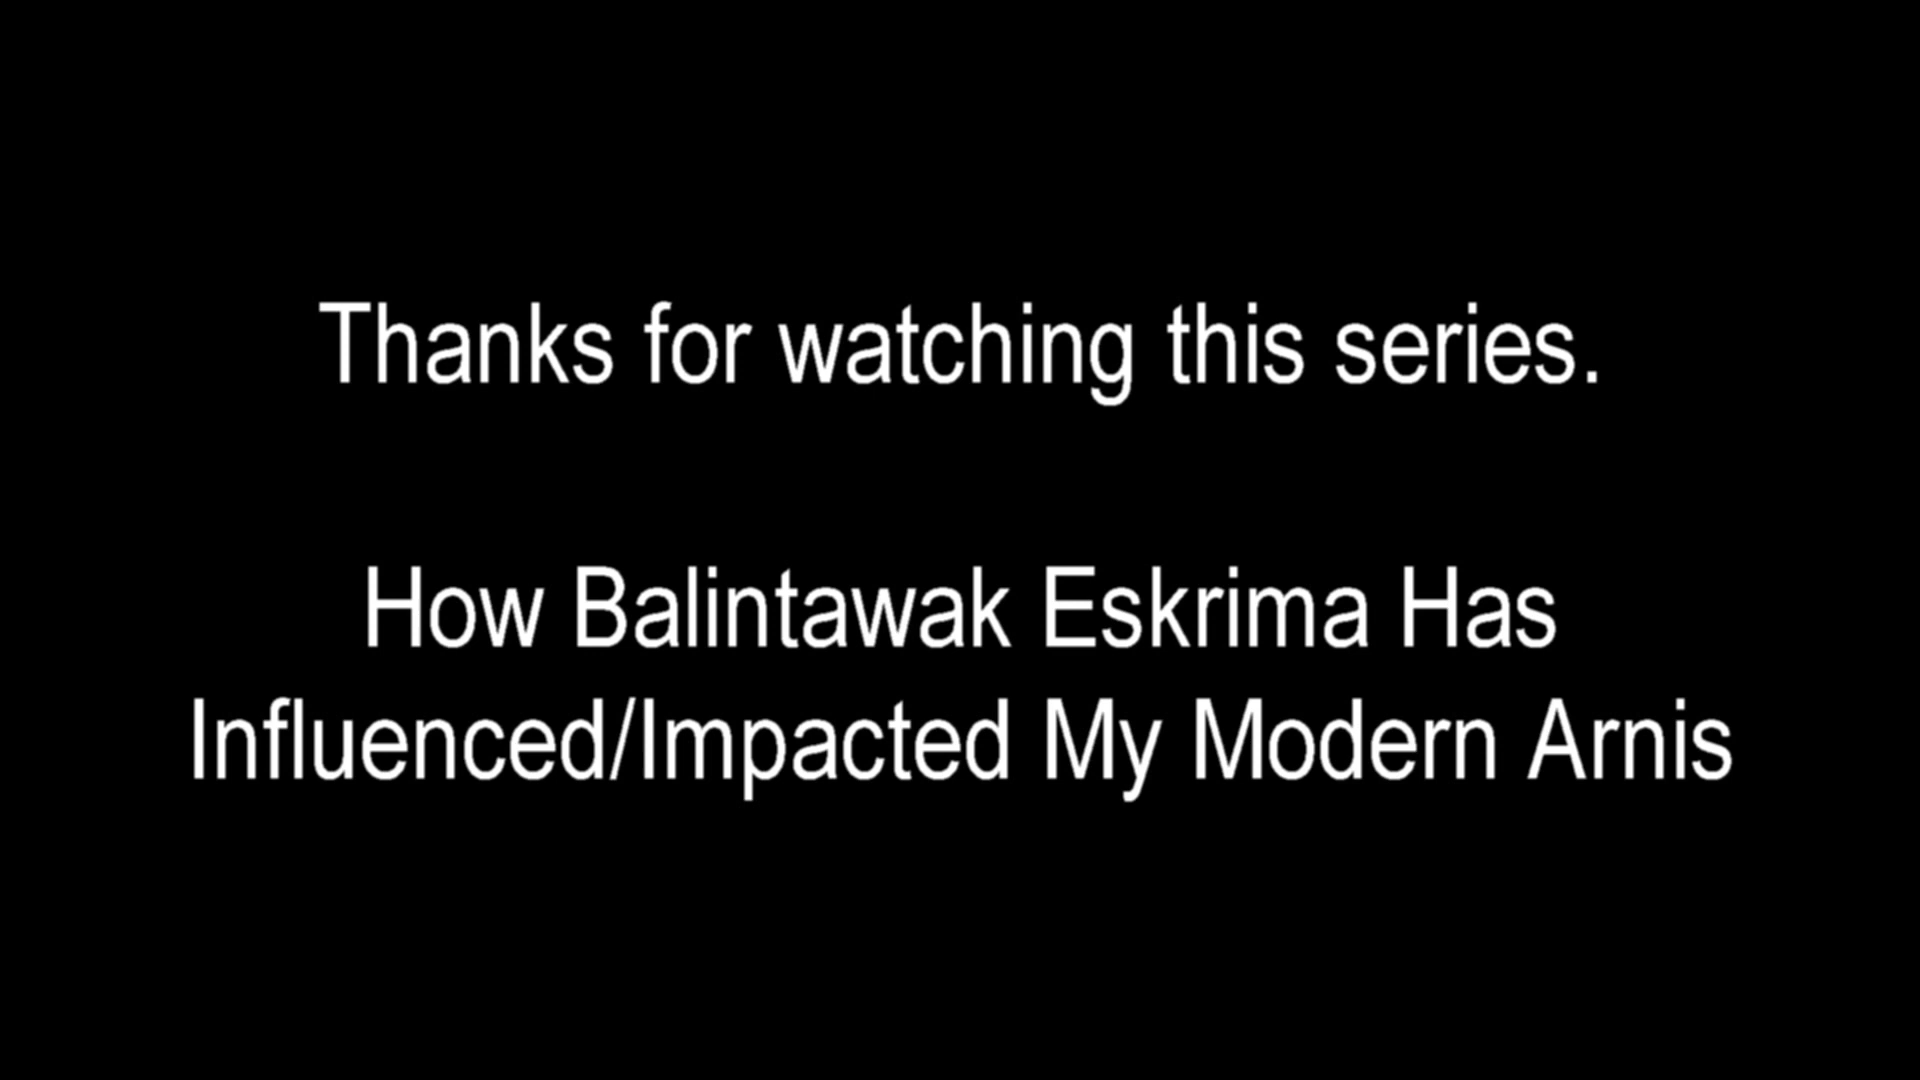 Thanks for watching this series.
How Balintawak Eskrima Has
Influenced/Impacted My Modern Arnis